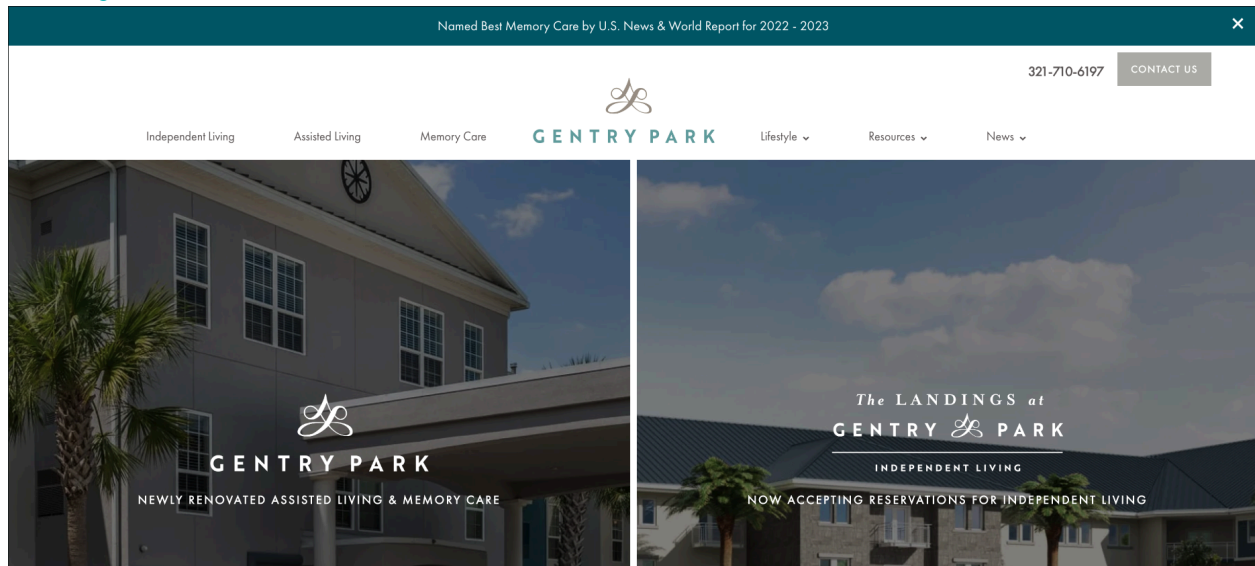 Named Best Memory Care by U.S. News & World Report for 2022 - 2023
321-710-6197
CONTACT US
Independent Living
Assisted Living
Memory Care
GENTRY PARK
Lifestyle
Resources
News
GENTRY PARK
NEWLY RENOVATED ASSISTED LIVING & MEMORY CARE
The LANDINGS at
GENTRY PARK
INDEPENDENT LIVING
NOW ACCEPTING RESERVATIONS FOR INDEPENDENT LIVING